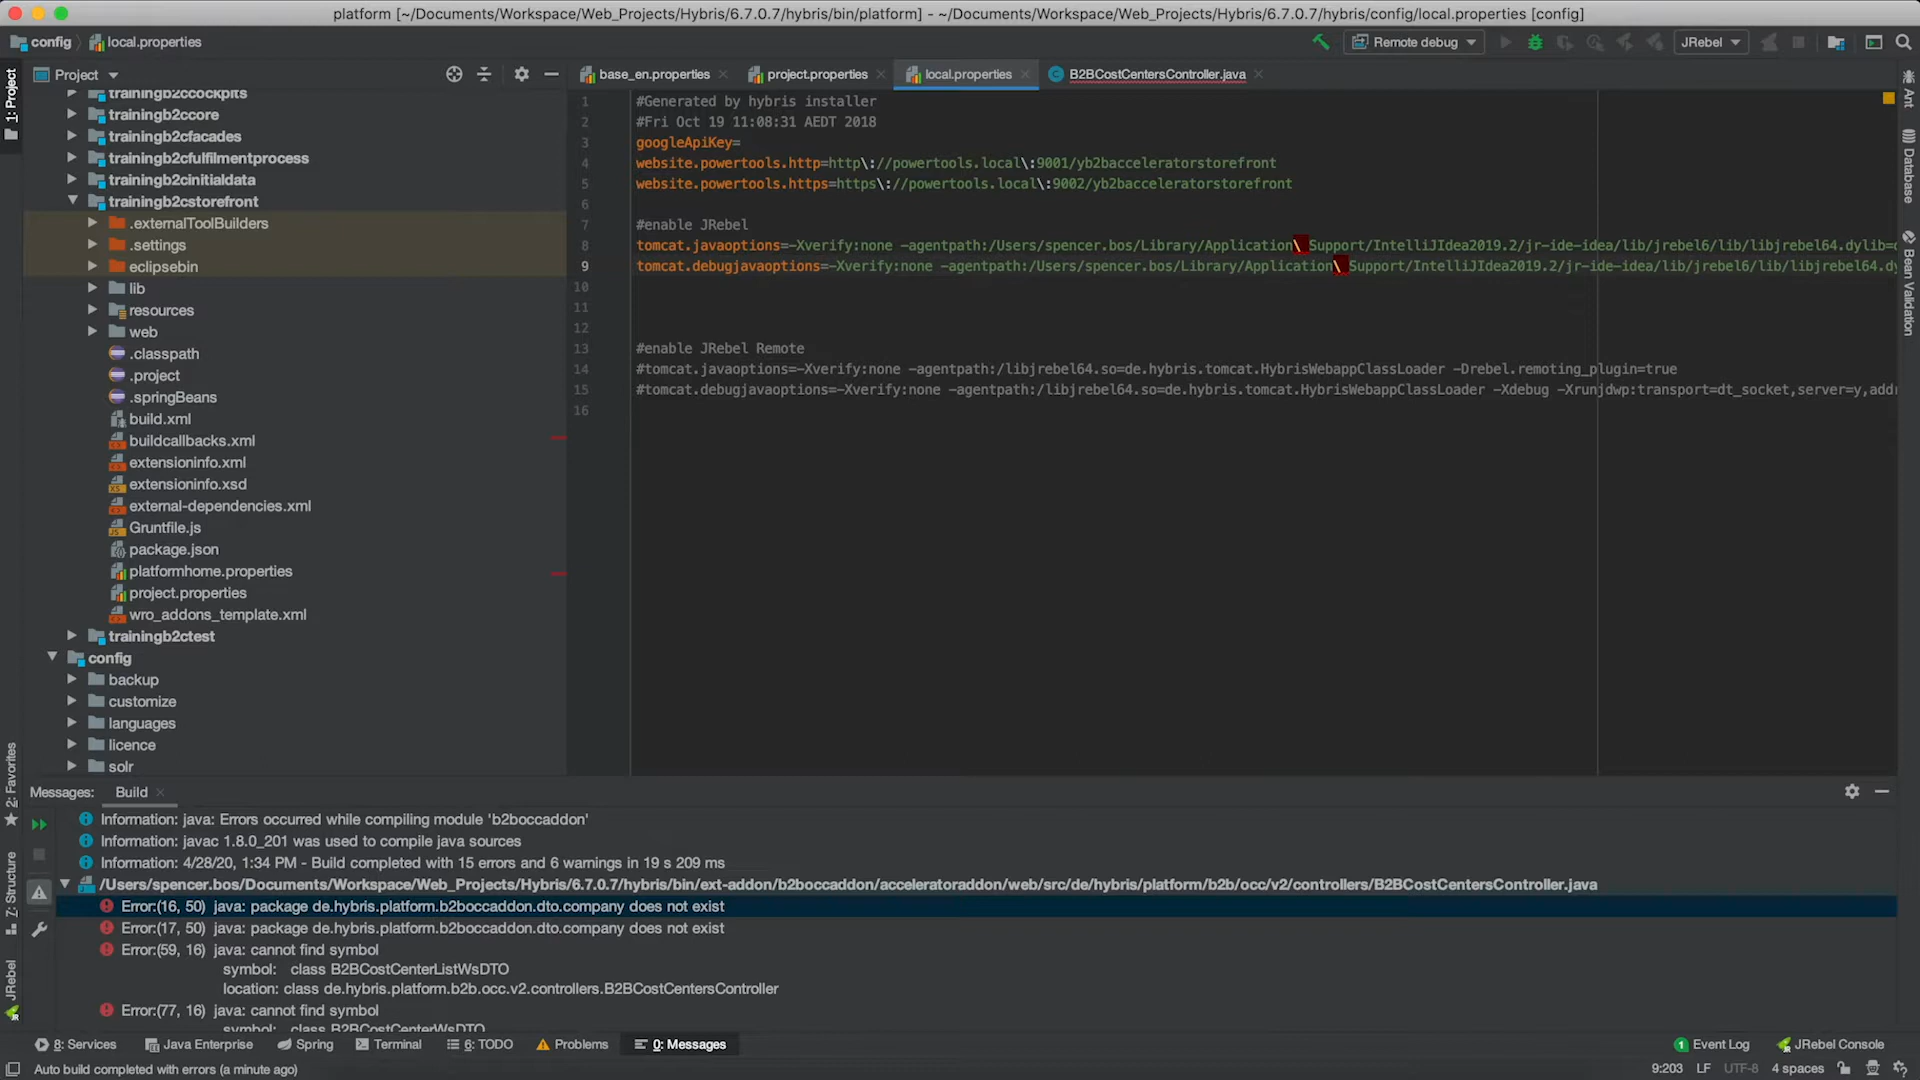 platform [~/Documents/Workspace/Web_Projects/Hybris/6.7.0.7/hybris/bin/platform] - ~/Documents/Workspace/Web_Projects/Hybris/6.7.0.7/hybris/config/local.properties [config]
config
local.properties
Remote debug
JRebel
1: Project
Project
base_en.properties
project.properties
local.properties
B2BCostCentersController.java
Ant
Database
Bean Validation
trainingb2ccockpits
trainingb2ccore
trainingb2cfacades
trainingb2cfulfilmentprocess
trainingb2cinitialdata
trainingb2cstorefront
.externalToolBuilders
.settings
eclipsebin
lib
resources
web
.classpath
.project
.springBeans
build.xml
buildcallbacks.xml
extensioninfo.xml
extensioninfo.xsd
external-dependencies.xml
Gruntfile.js
package.json
platformhome.properties
project.properties
wro_addons_template.xml
trainingb2ctest
config
backup
customize
languages
licence
solr
1 #Generated by hybris installer
2 #Fri Oct 19 11:08:31 AEDT 2018
3 googleApiKey=
4 website.powertools.http=http\://powertools.local\:9001/yb2bacceleratorstorefront
5 website.powertools.https=https\://powertools.local\:9002/yb2bacceleratorstorefront
6
7 #enable JRebel
8 tomcat.javaoptions=-Xverify:none -agentpath:/Users/spencer.bos/Library/Application\ Support/IntelliJIdea2019.2/jr-ide-idea/lib/jrebel6/lib/libjrebel64.dylib=
9 tomcat.debugjavaoptions=-Xverify:none -agentpath:/Users/spencer.bos/Library/Application\ Support/IntelliJIdea2019.2/jr-ide-idea/lib/jrebel6/lib/libjrebel64.dy
10
11
12
13 #enable JRebel Remote
14 #tomcat.javaoptions=-Xverify:none -agentpath:/libjrebel64.so=de.hybris.tomcat.HybrisWebappClassLoader -Drebel.remoting_plugin=true
15 #tomcat.debugjavaoptions=-Xverify:none -agentpath:/libjrebel64.so=de.hybris.tomcat.HybrisWebappClassLoader -Xdebug -Xrunjdwp:transport=dt_socket,server=y,addr
16
2: Favorites
7: Structure
JRebel
Messages: Build
Information: java: Errors occurred while compiling module 'b2boccaddon'
Information: javac 1.8.0_201 was used to compile java sources
Information: 4/28/20, 1:34 PM - Build completed with 15 errors and 6 warnings in 19 s 209 ms
/Users/spencer.bos/Documents/Workspace/Web_Projects/Hybris/6.7.0.7/hybris/bin/ext-addon/b2boccaddon/acceleratoraddon/web/src/de/hybris/platform/b2b/occ/v2/controllers/B2BCostCentersController.java
Error:(16, 50) java: package de.hybris.platform.b2boccaddon.dto.company does not exist
Error:(17, 50) java: package de.hybris.platform.b2boccaddon.dto.company does not exist
Error:(59, 16) java: cannot find symbol
symbol: class B2BCostCenterListWsDTO
location: class de.hybris.platform.b2b.occ.v2.controllers.B2BCostCentersController
Error:(77, 16) java: cannot find symbol
symbol: class B2BCostCenterWsDTO
8: Services
Java Enterprise
Spring
Terminal
6: TODO
Problems
0: Messages
1 Event Log
JRebel Console
Auto build completed with errors (a minute ago)
9:203 LF UTF-8 4 spaces